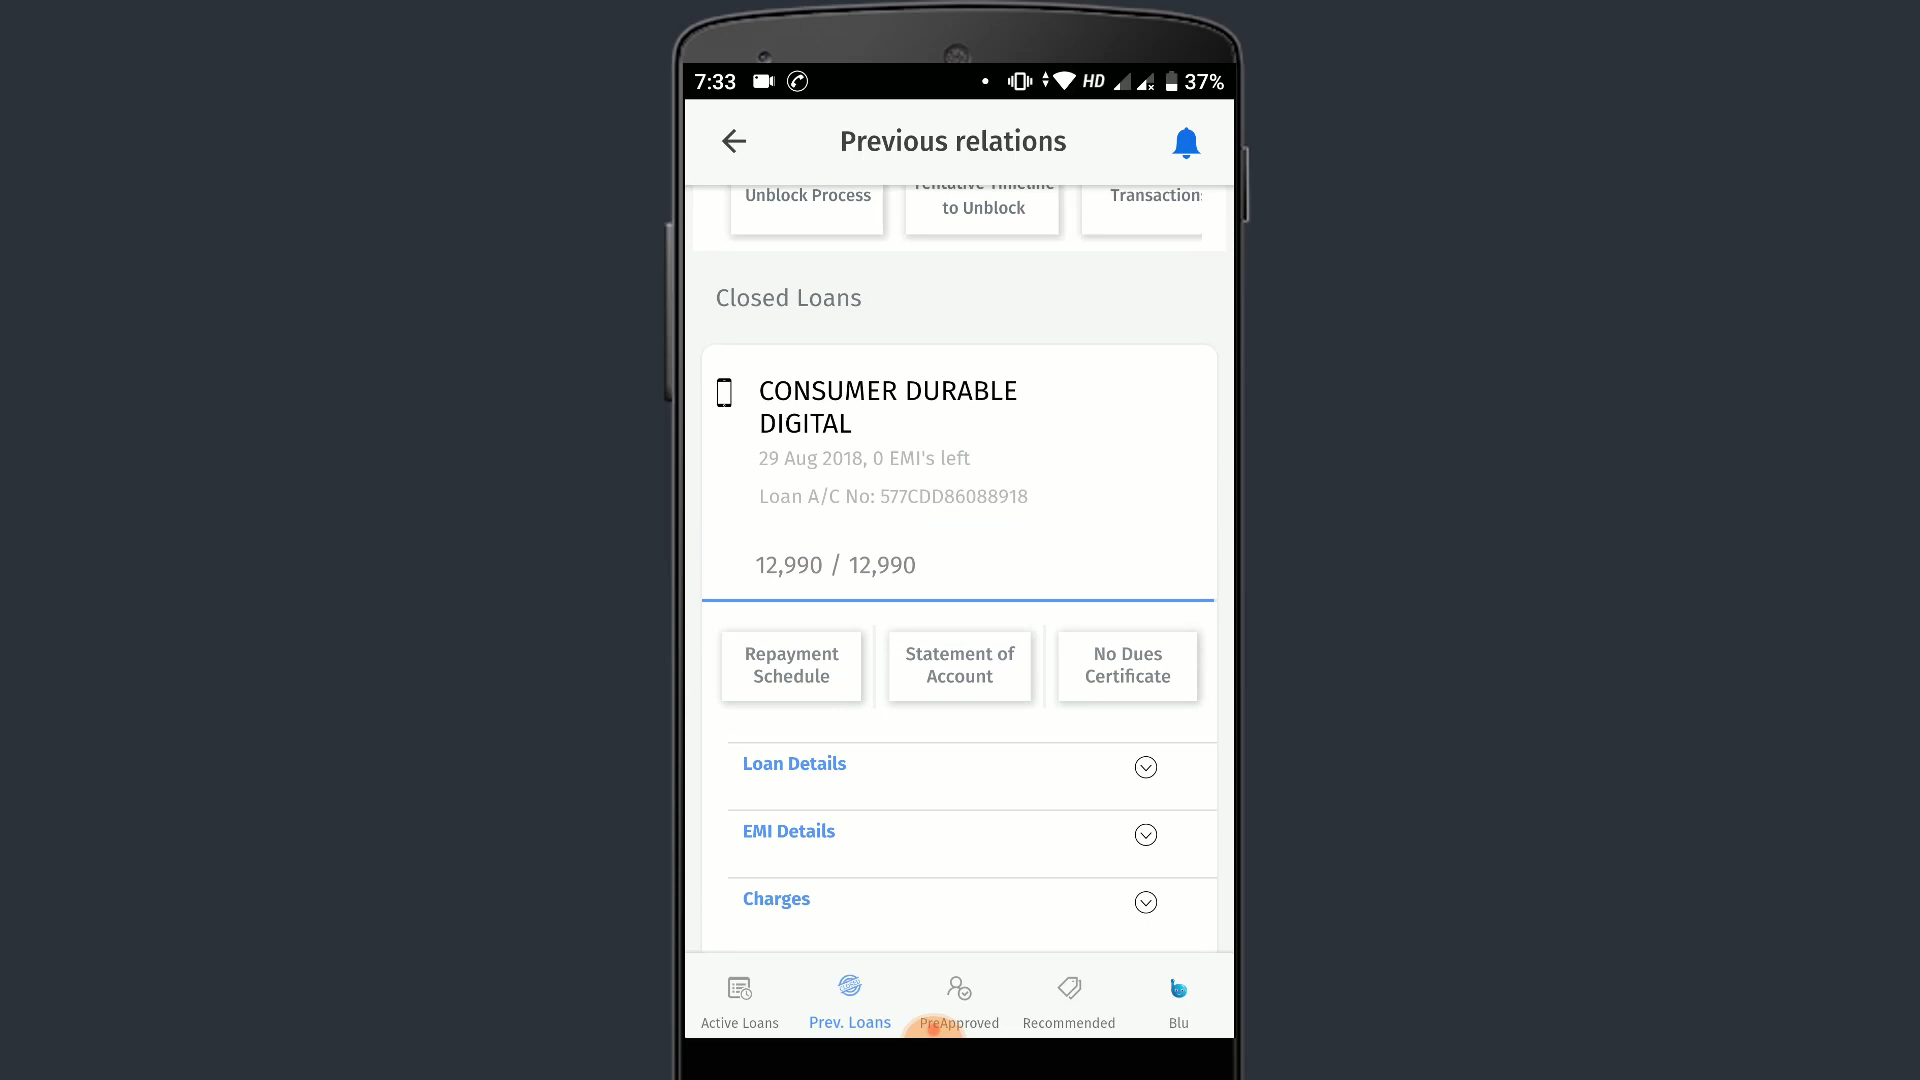 7:33
HD
37%
Previous relations
Unblock Process
Tentative Timeline
to Unblock
Transaction
Closed Loans
CONSUMER DURABLE
DIGITAL
29 Aug 2018, 0 EMI's left
Loan A/C No: 577CDD86088918
12,990 / 12,990
Repayment
Schedule
Statement of
Account
No Dues
Certificate
Loan Details
EMI Details
Charges
Active Loans
Prev. Loans
PreApproved
Recommended
Blu